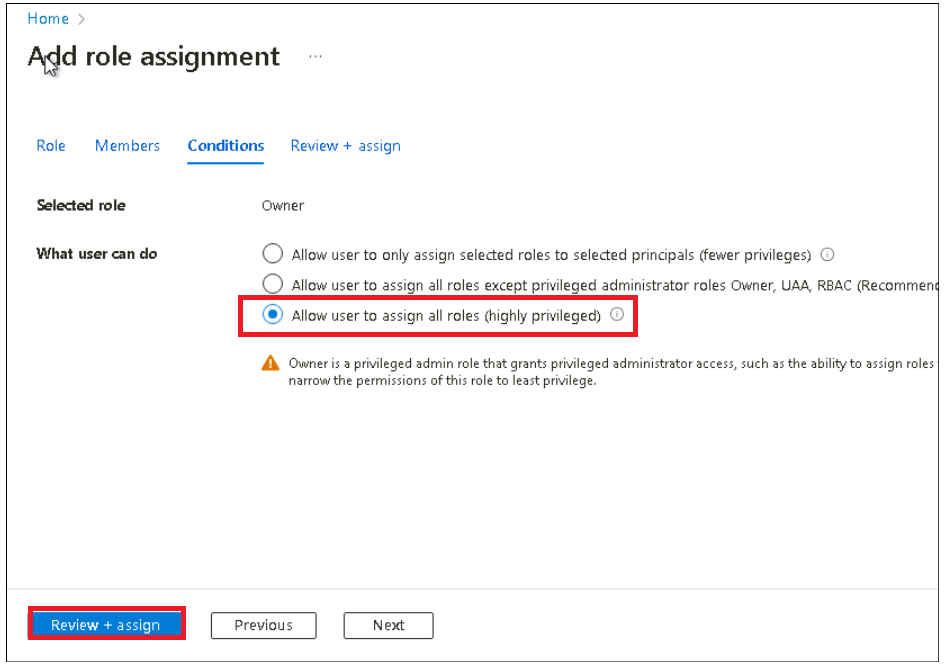 Home >
Add role assignment ...
Role Members Conditions Review + assign
Selected role Owner
What user can do
Allow user to only assign selected roles to selected principals (fewer privileges)
Allow user to assign all roles except privileged administrator roles Owner, UAA, RBAC (Recommend
Allow user to assign all roles (highly privileged)
Owner is a privileged admin role that grants privileged administrator access, such as the ability to assign roles
narrow the permissions of this role to least privilege.
Review + assign Previous Next